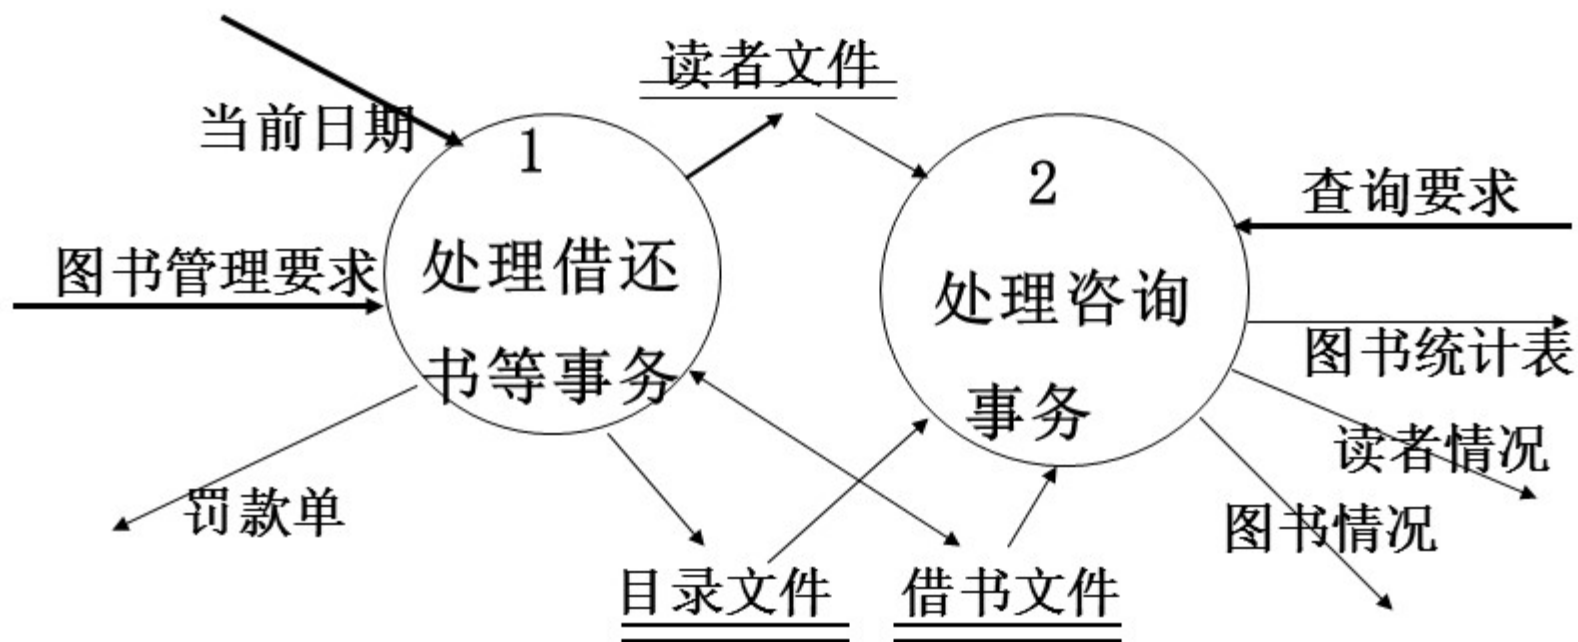 读者文件
当前日期
1
2
查询要求
图书管理要求
处理借还
书等事务
处理咨询
事务
图书统计表
读者情况
图书情况
罚款单
目录文件
借书文件